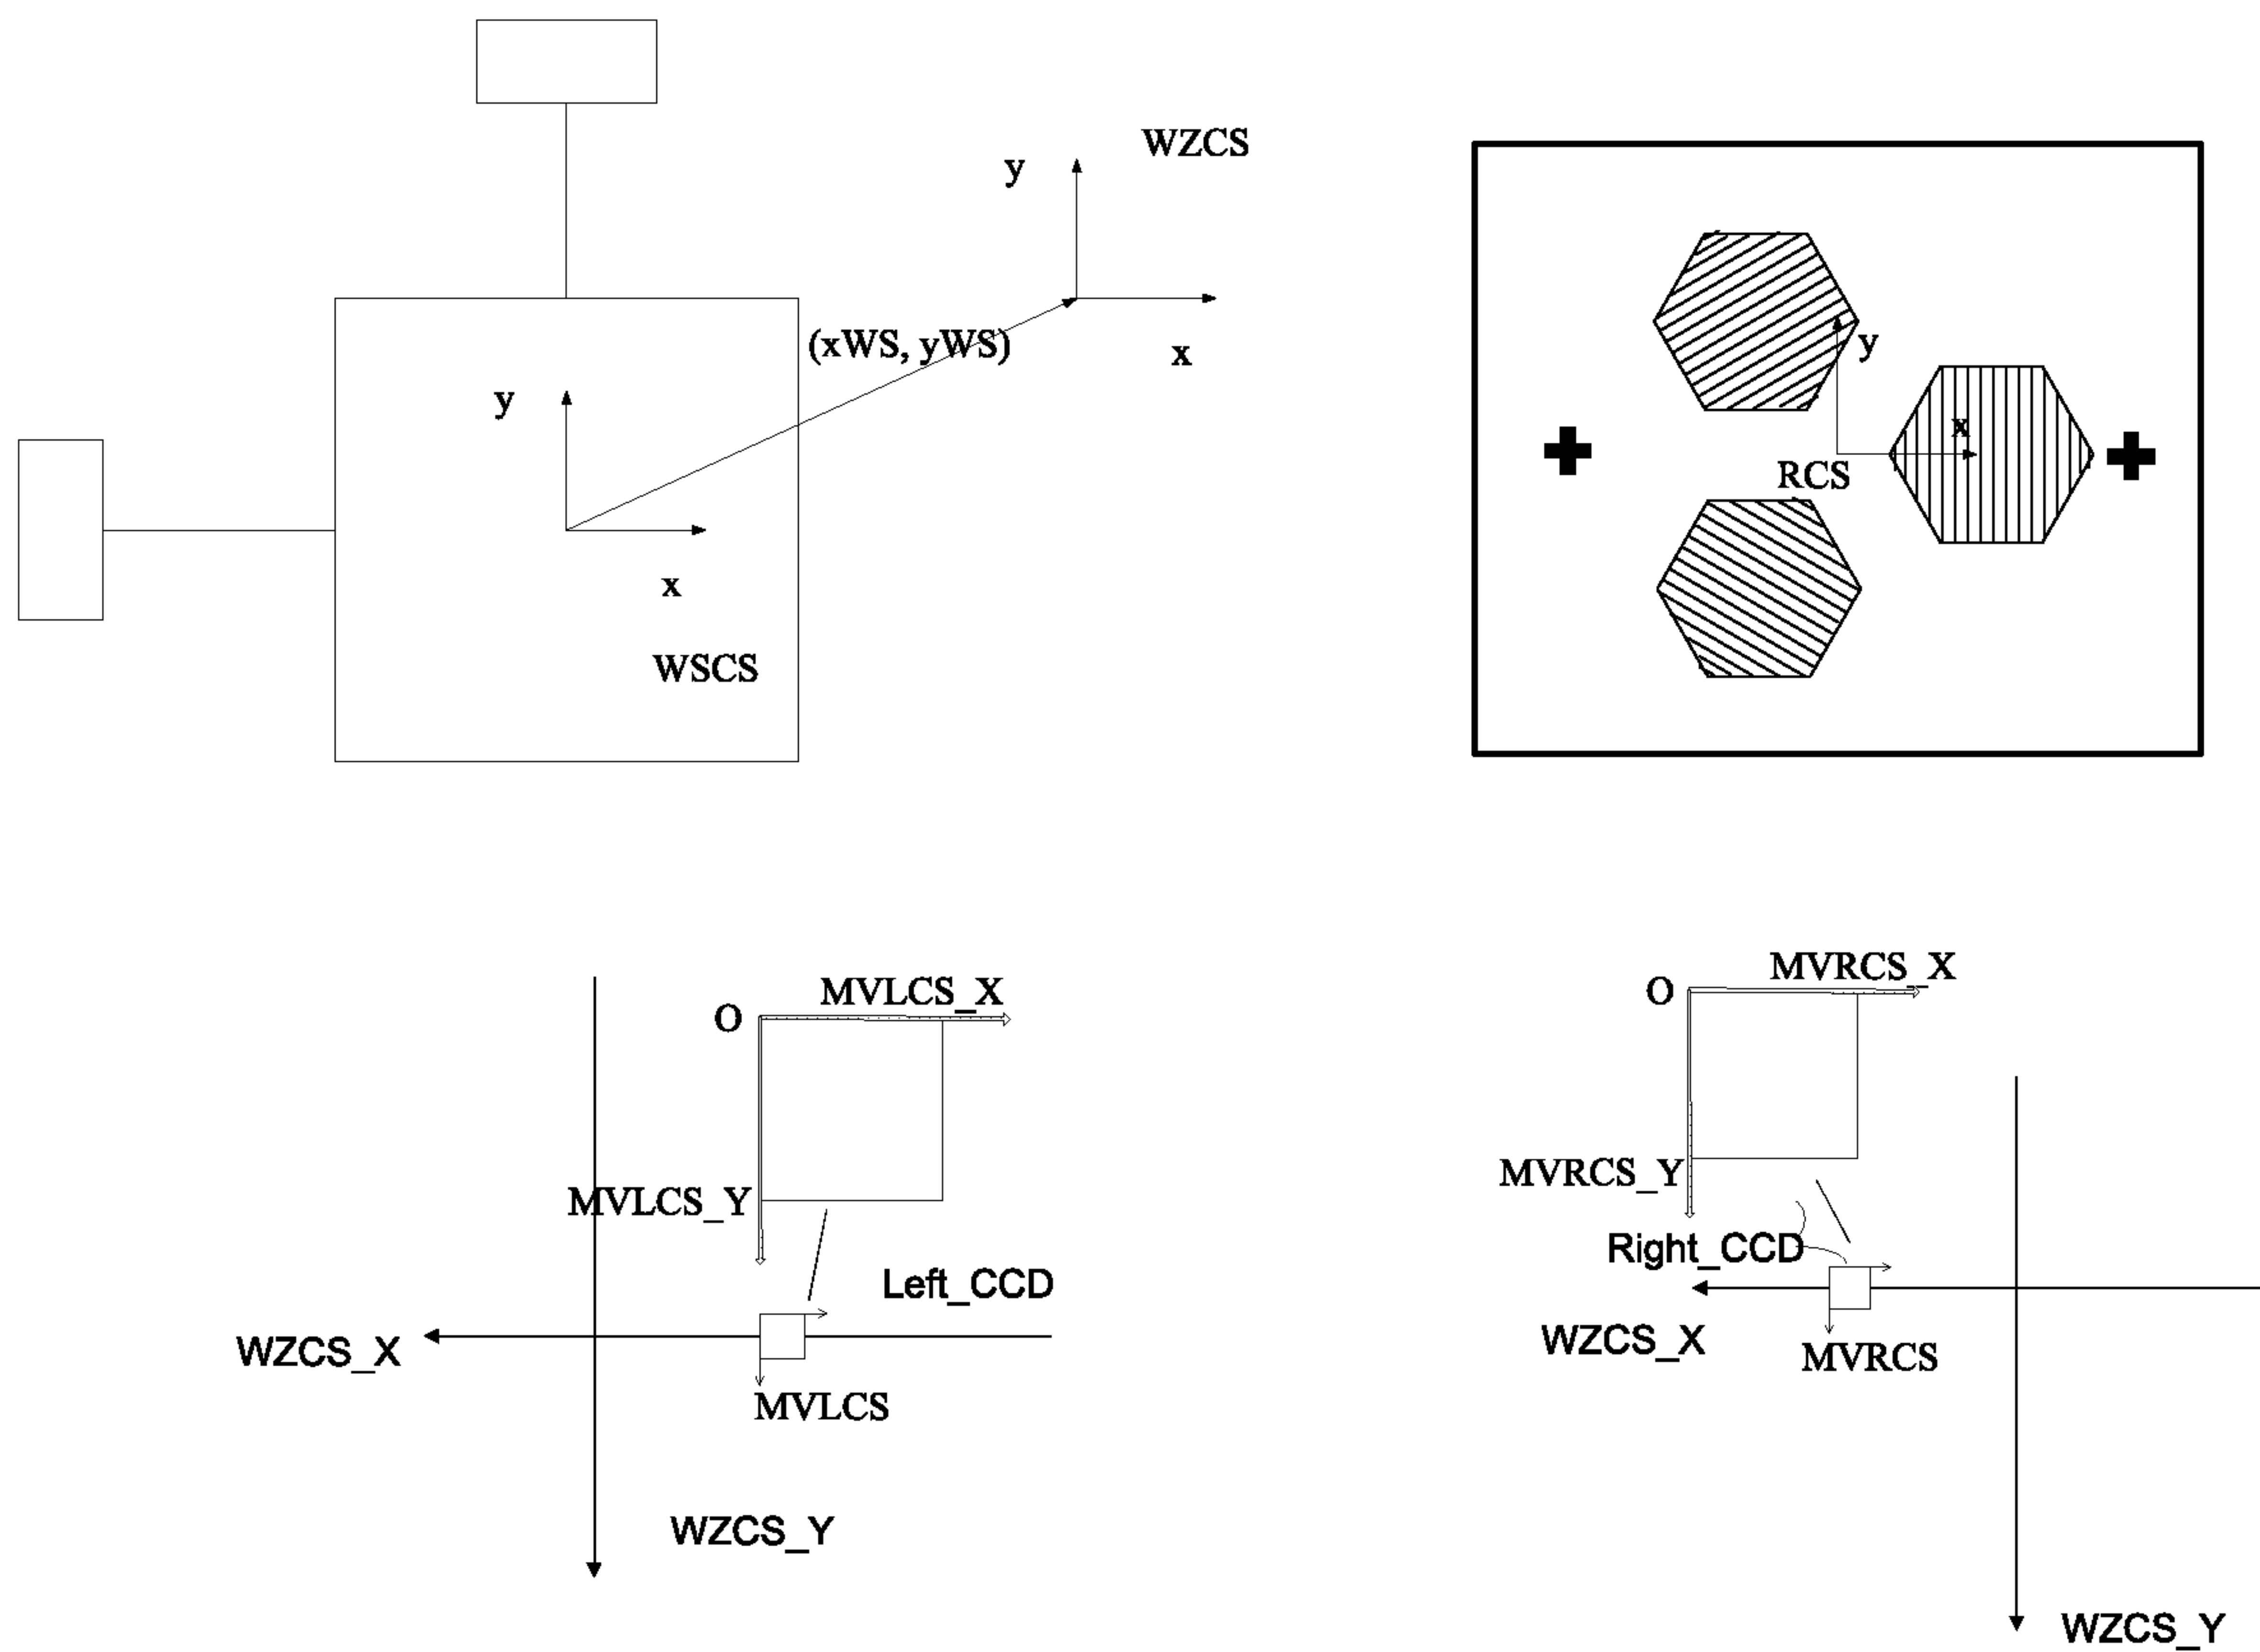 WZCS
y
x
(xWS, yWS)
y
x
WSCS
y
x
RCS
MVLCS_X
O
MVLCS_Y
Left_CCD
WZCS_X
MVLCS
WZCS_Y
MVRCS_X
O
MVRCS_Y
Right_CCD
WZCS_X
MVRCS
WZCS_Y